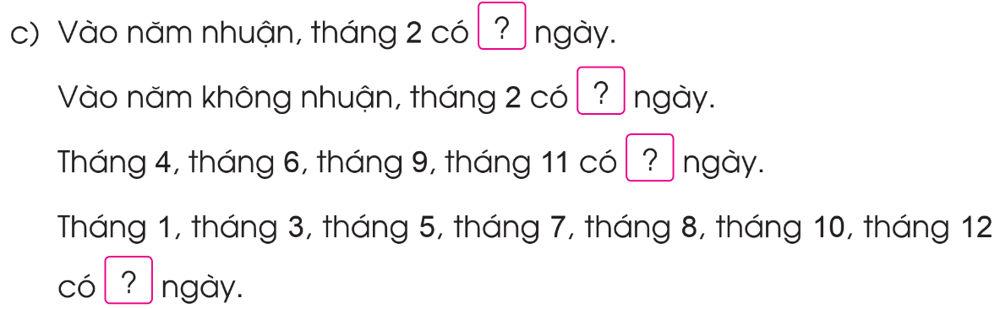 c) Vào năm nhuận, tháng 2 có ? ngày.
Vào năm không nhuận, tháng 2 có ? ngày.
Tháng 4, tháng 6, tháng 9, tháng 11 có ? ngày.
Tháng 1, tháng 3, tháng 5, tháng 7, tháng 8, tháng 10, tháng 12
có ? ngày.